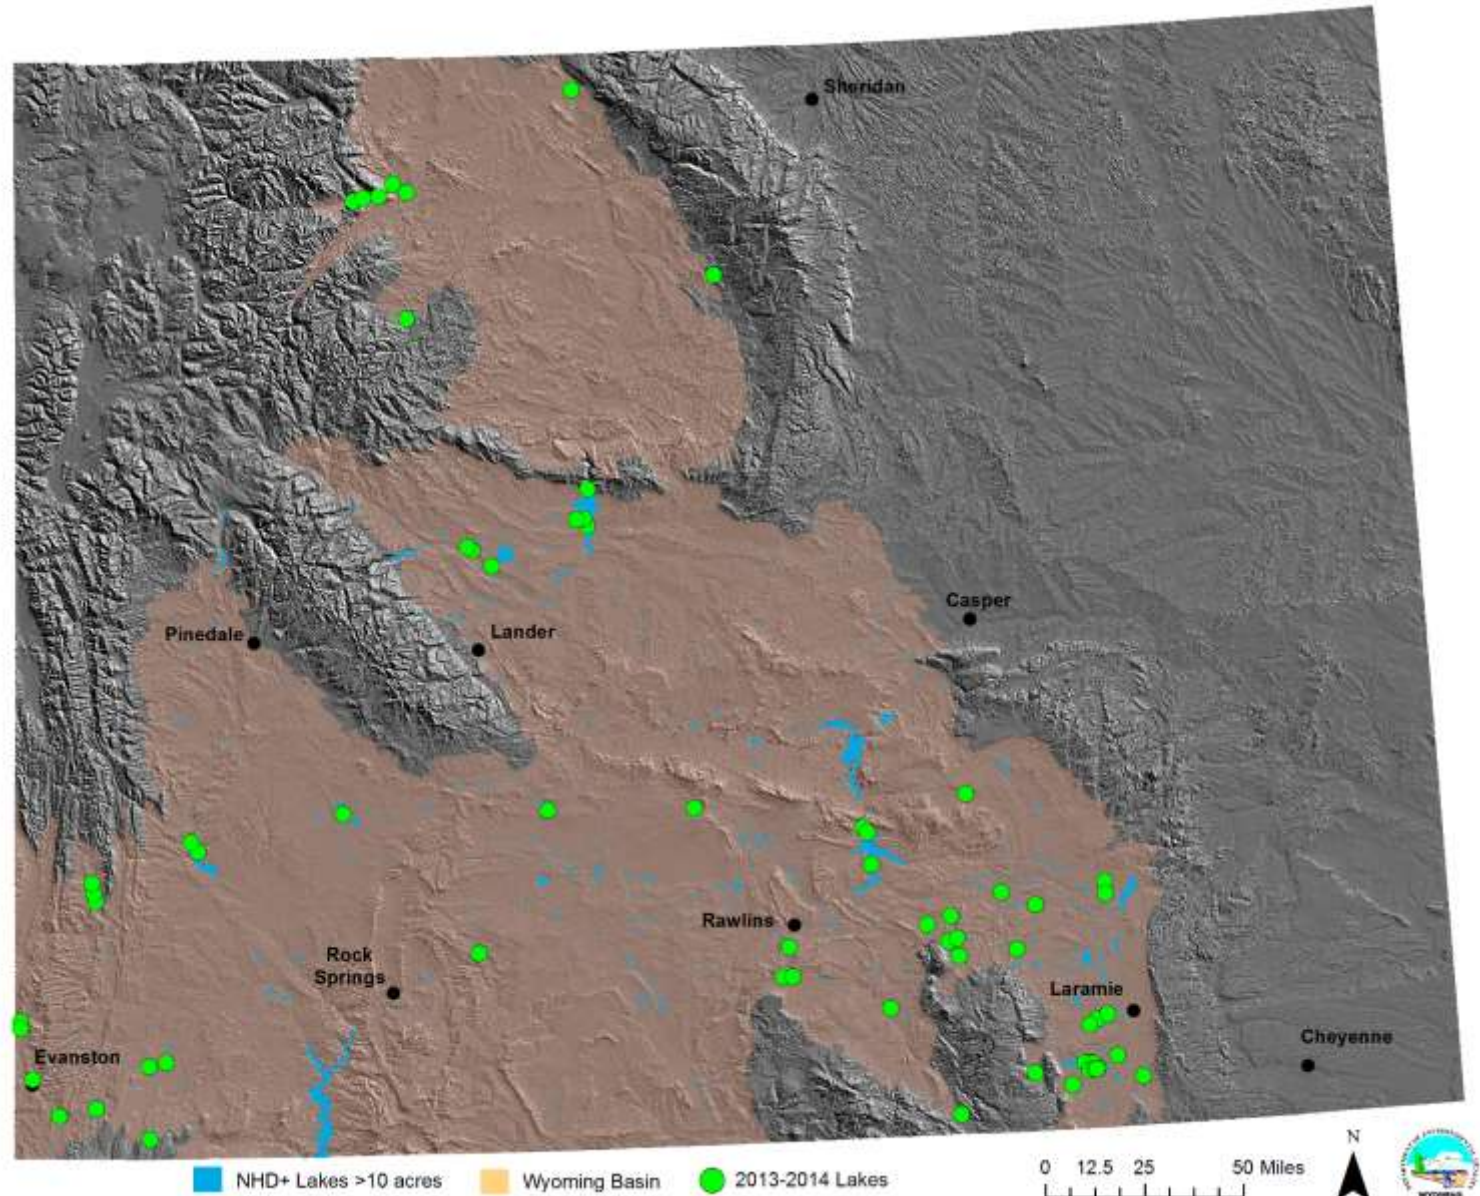 Sheridan
Casper
Pinedale
Lander
Rawlins
Rock
Springs
Laramie
Evanston
Cheyenne
N
0 12.5 25 50 Miles
NHD+ Lakes >10 acres
Wyoming Basin
2013-2014 Lakes